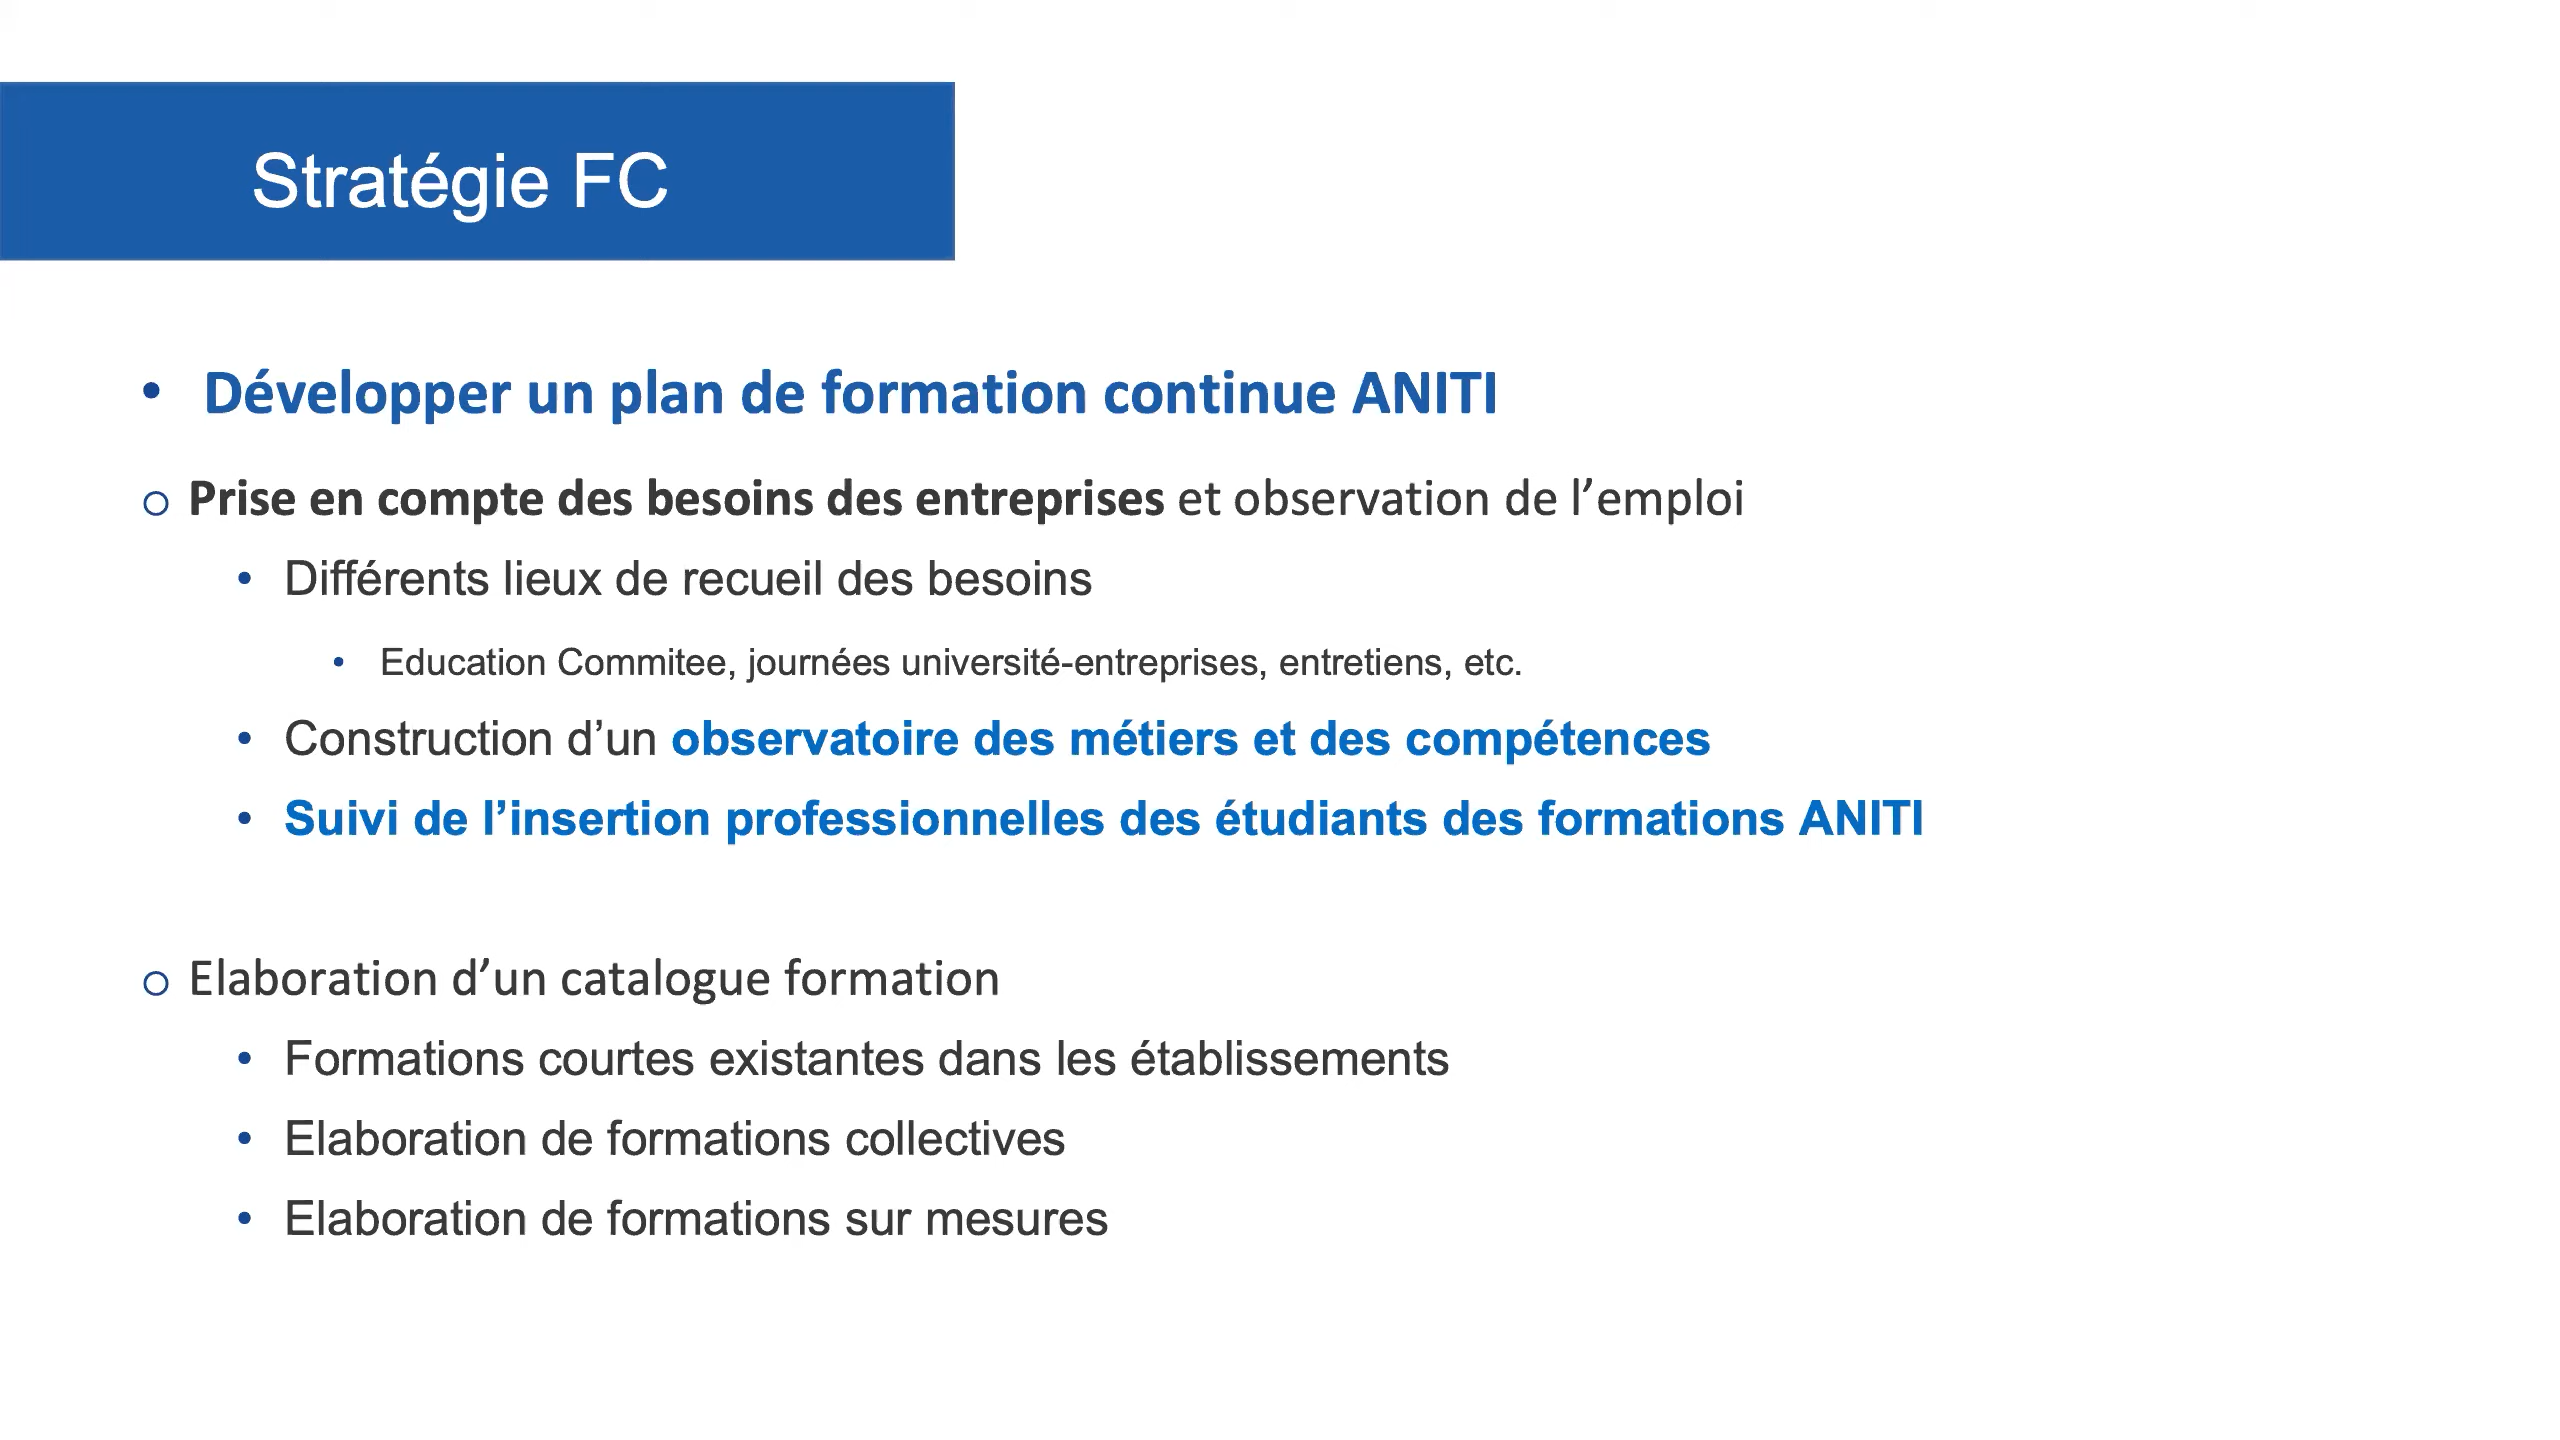 Stratégie FC
• Développer un plan de formation continue ANITI
o Prise en compte des besoins des entreprises et observation de l’emploi
• Différents lieux de recueil des besoins
• Education Commitee, journées université-entreprises, entretiens, etc.
• Construction d’un observatoire des métiers et des compétences
• Suivi de l’insertion professionnelles des étudiants des formations ANITI
o Elaboration d’un catalogue formation
• Formations courtes existantes dans les établissements
• Elaboration de formations collectives
• Elaboration de formations sur mesures